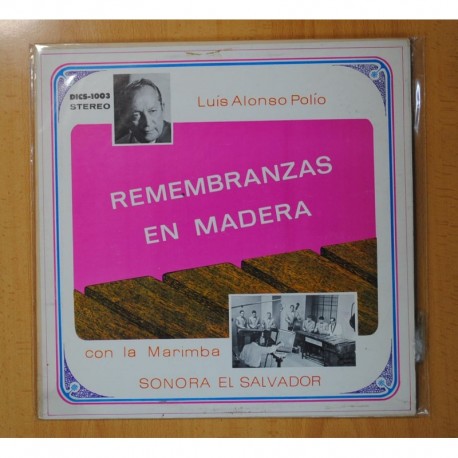 DICS-1003
STEREO
Luis Alonso Polío
REMEMBRANZAS
EN MADERA
con la Marimba
SONORA EL SALVADOR